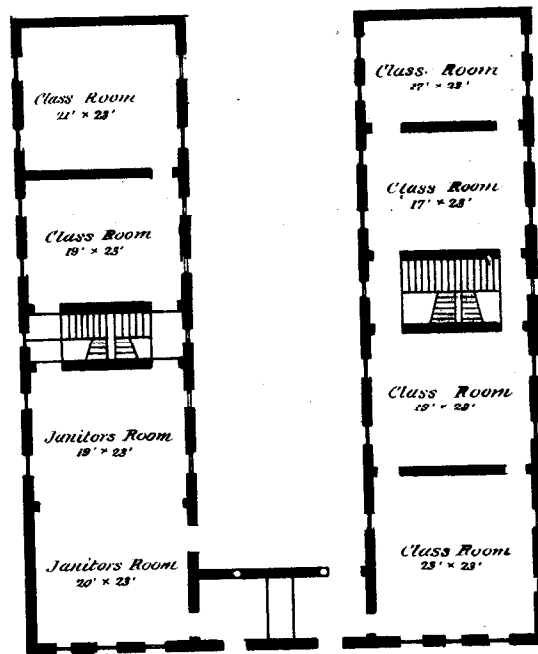 Class Room
21' × 23'
Class Room
19' × 23'
Janitors Room
19' × 23'
Janitors Room
20' × 23'
Class Room
17' × 23'
Class Room
17' × 23'
Class Room
19' × 23'
Class Room
23' × 23'